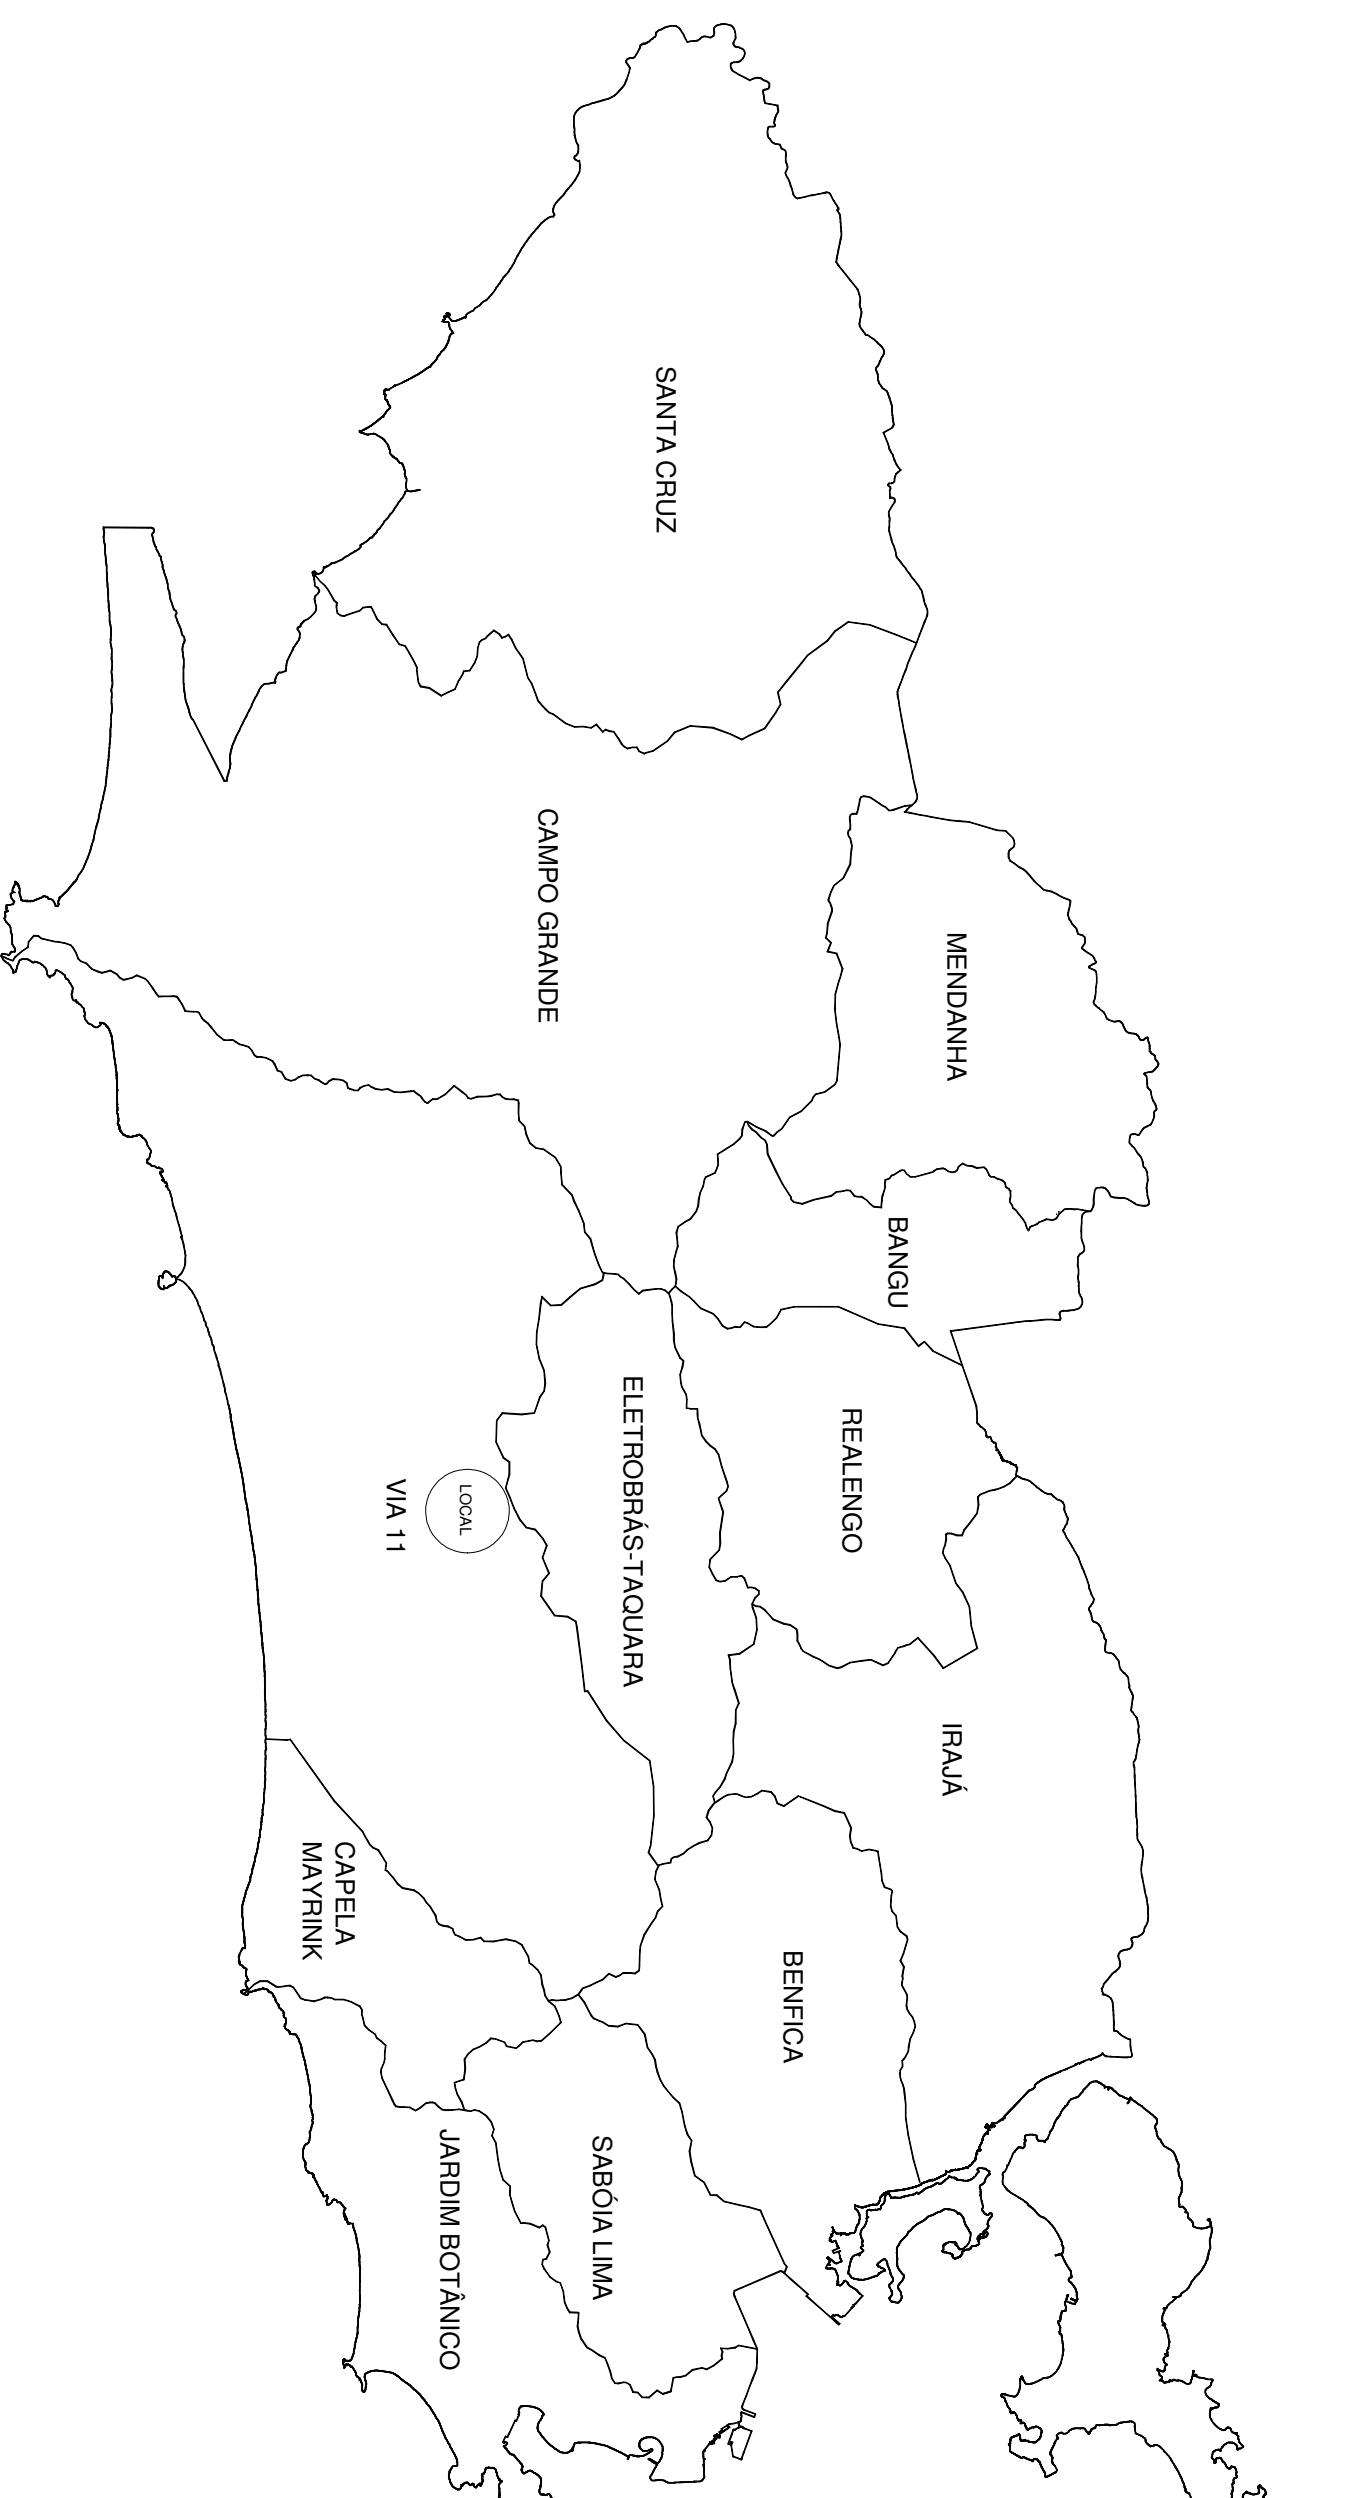 SANTA CRUZ
CAMPO GRANDE
MENDANHA
BANGU
REALENGO
ELETROBRÁS-TAQUARA
LOCAL
VIA 11
IRAJÁ
CAPELA
MAYRINK
BENFICA
SABÓIA LIMA
JARDIM BOTÂNICO